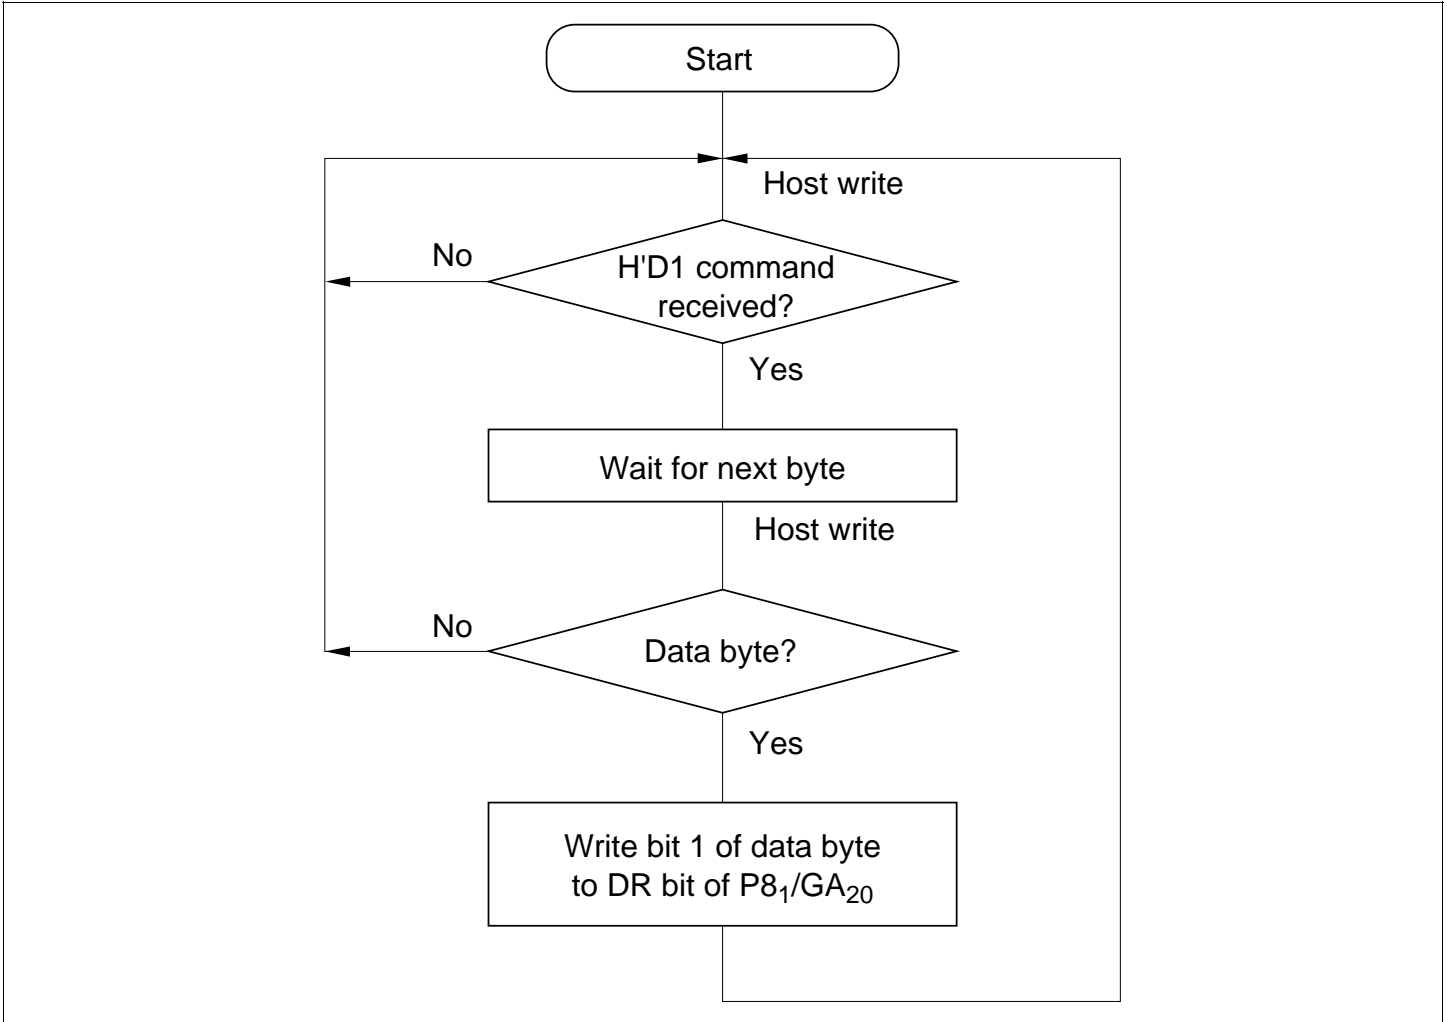 Start
Host write
No
H'D1 command
received?
Yes
Wait for next byte
Host write
No
Data byte?
Yes
Write bit 1 of data byte
to DR bit of P8₁/GA₂₀